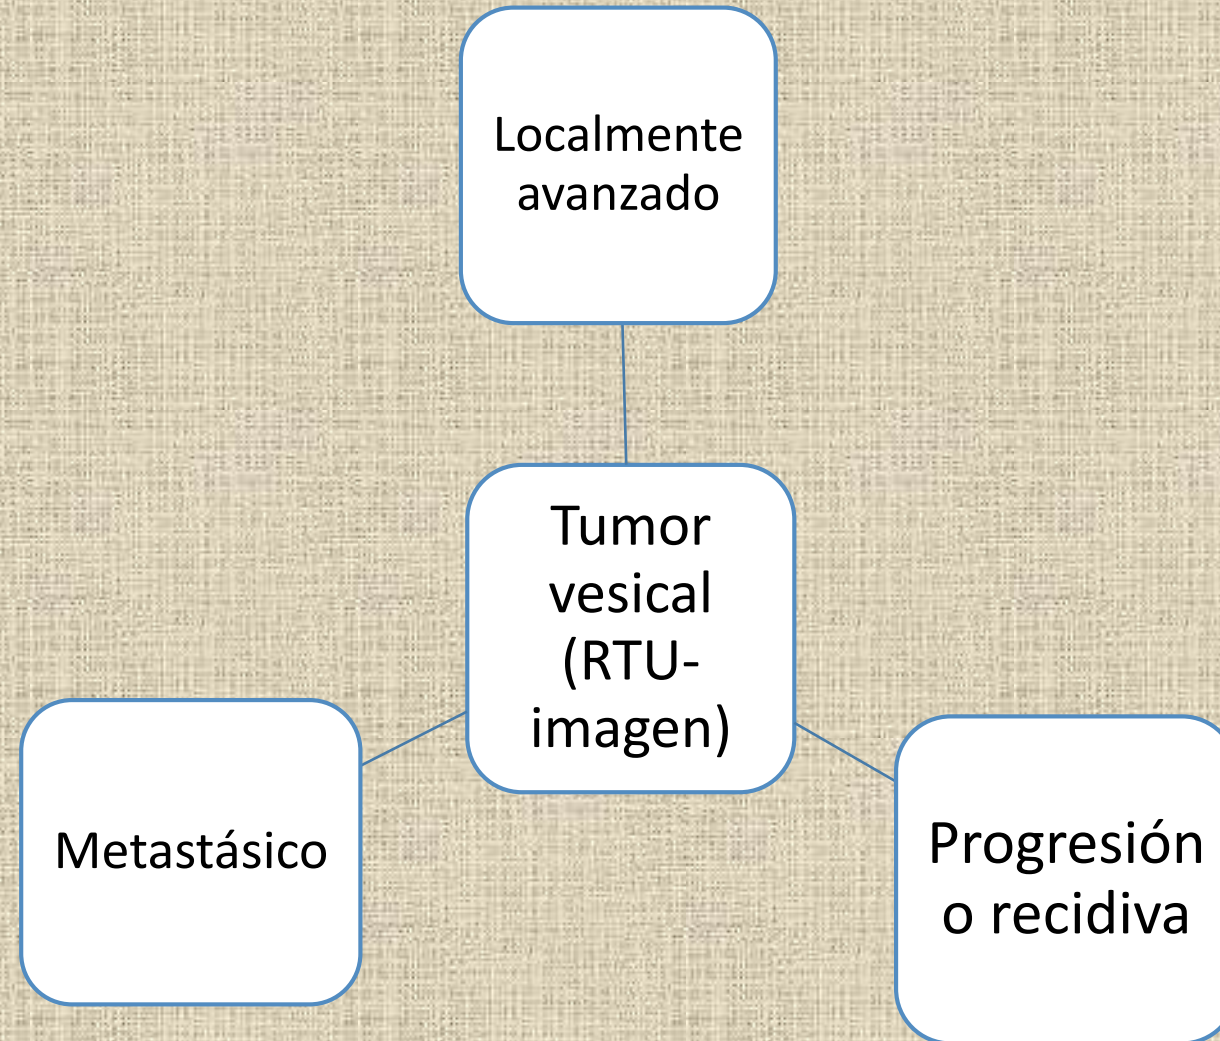 Localmente
avanzado
Tumor
vesical
(RTU-
imagen)
Metastásico
Progresión
o recidiva